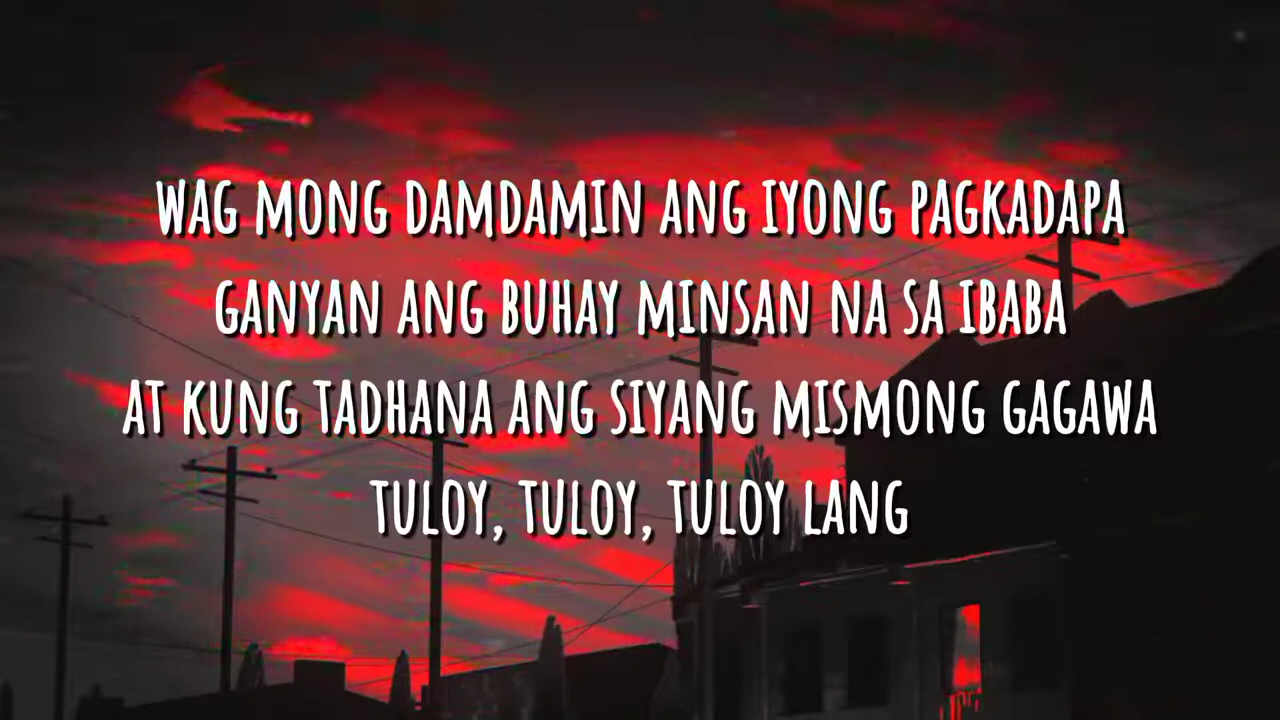 WAG MONG DAMDAMIN ANG IYONG PAGKADAPA
GANYAN ANG BUHAY MINSAN NA SA IBABA
AT KUNG TADHANA ANG SIYANG MISMONG GAGAWA
TULOY, TULOY, TULOY LANG